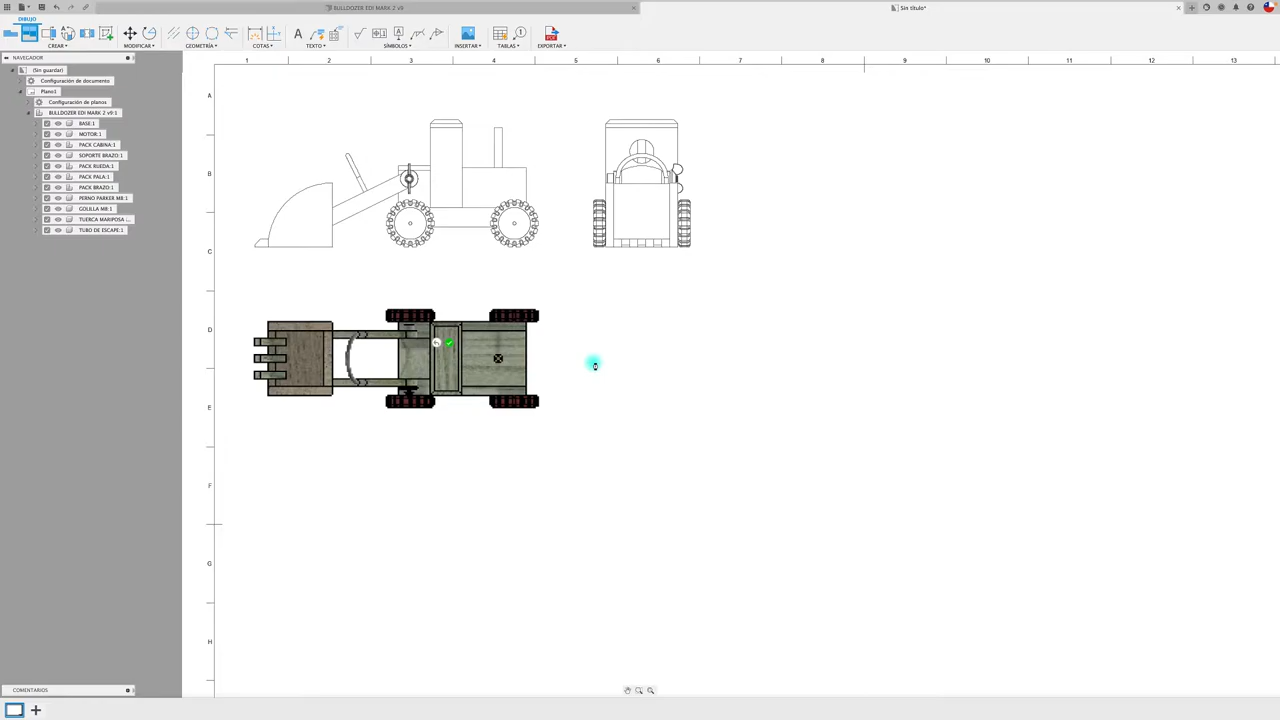 BULLDOZER EDI MARK 2 v9
Sin título*
DIBUJO
CREAR
MODIFICAR
GEOMETRÍA
COTAS
TEXTO
SÍMBOLOS
INSERTAR
TABLAS
EXPORTAR
NAVEGADOR
(Sin guardar)
Configuración de documento
Plano1
Configuración de planos
BULLDOZER EDI MARK 2 v9:1
BASE:1
MOTOR:1
PACK CABINA:1
SOPORTE BRAZO:1
PACK RUEDA:1
PACK PALA:1
PACK BRAZO:1
PERNO PARKER M8:1
GOLILLA M8:1
TUERCA MARIPOSA ...
TUBO DE ESCAPE:1
1 2 3 4 5 6 7 8 9 10 11 12 13
A
B
C
D
E
F
G
H
COMENTARIOS